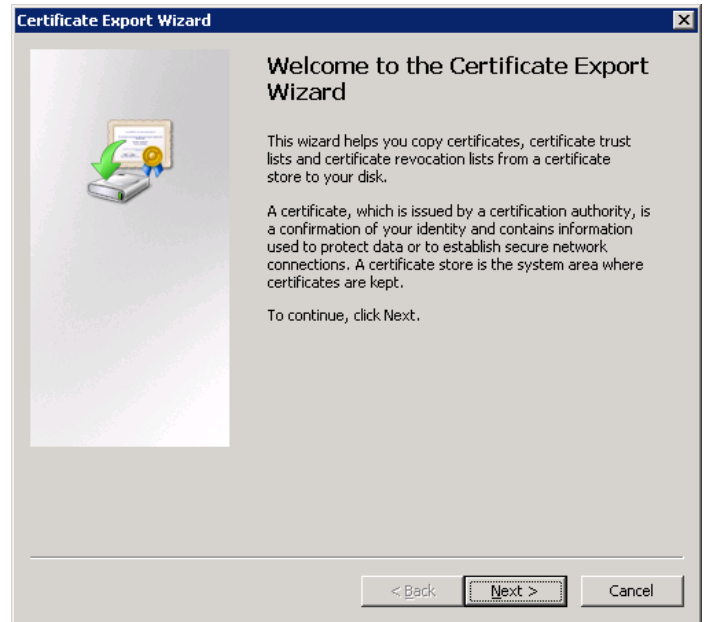 Certificate Export Wizard
Welcome to the Certificate Export
Wizard
This wizard helps you copy certificates, certificate trust
lists and certificate revocation lists from a certificate
store to your disk.
A certificate, which is issued by a certification authority, is
a confirmation of your identity and contains information
used to protect data or to establish secure network
connections. A certificate store is the system area where
certificates are kept.
To continue, click Next.
< Back
Next >
Cancel